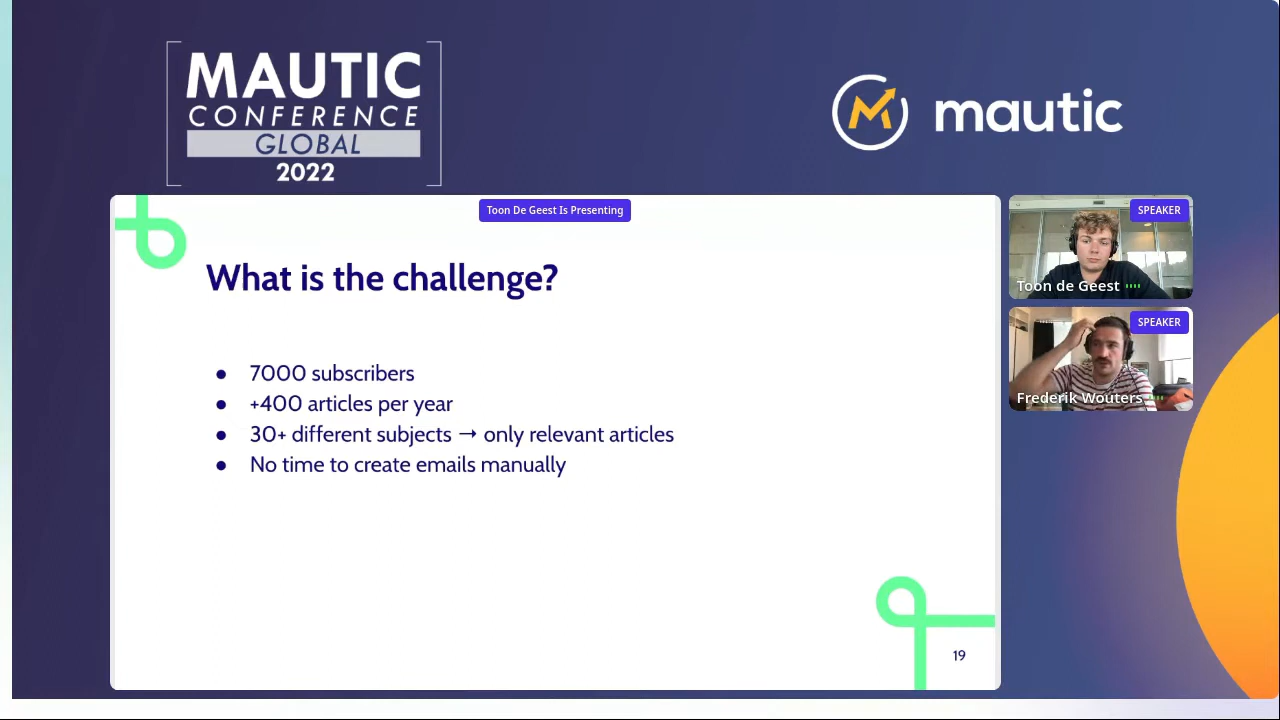 MAUTIC
CONFERENCE
GLOBAL
2022
mautic
Toon De Geest Is Presenting
What is the challenge?
● 7000 subscribers
● +400 articles per year
● 30+ different subjects → only relevant articles
● No time to create emails manually
19
SPEAKER
Toon de Geest
SPEAKER
Frederik Wouters